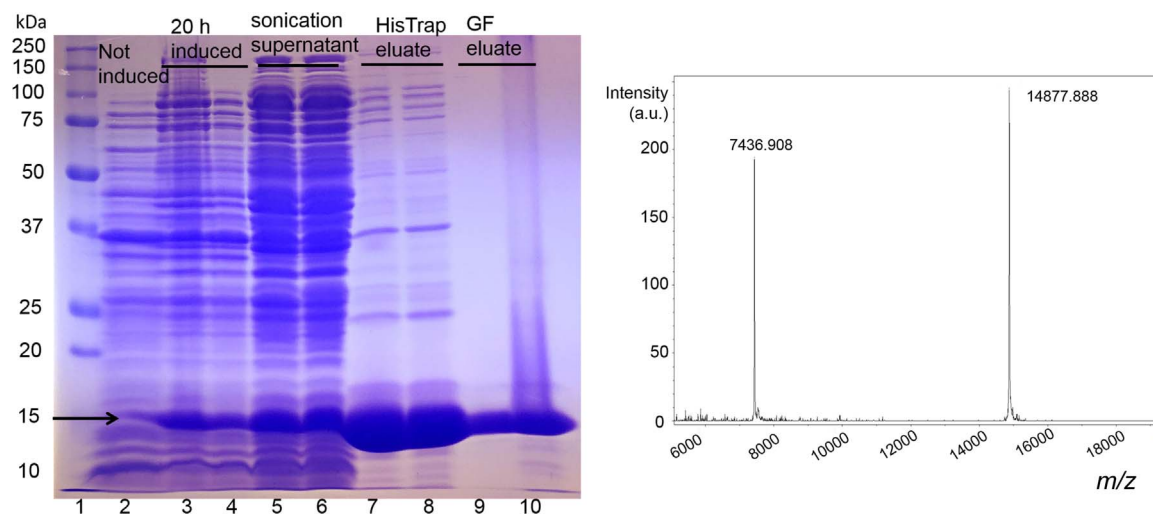 kDa
250
150
100
75
50
37
25
20
15
10
Not
induced
20 h
induced
sonication
supernatant
HisTrap
eluate
GF
eluate
1 2 3 4 5 6 7 8 9 10
Intensity
(a.u.)
200
150
100
50
0
7436.908
14877.888
6000 8000 10000 12000 14000 16000 18000
m/z